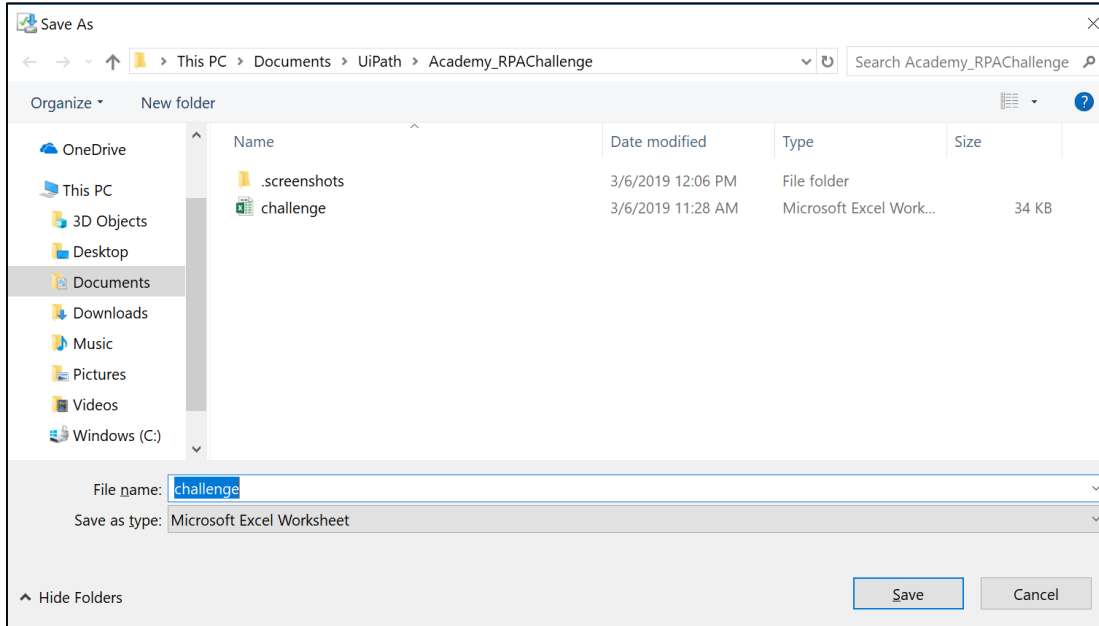 Save As
This PC > Documents > UiPath > Academy_RPAChallenge
Search Academy_RPAChallenge
Organize
New folder
?
Name
Date modified
Type
Size
OneDrive
This PC
3D Objects
Desktop
Documents
Downloads
Music
Pictures
Videos
Windows (C:)
.screenshots 3/6/2019 12:06 PM File folder
challenge 3/6/2019 11:28 AM Microsoft Excel Work... 34 KB
File name: challenge
Save as type: Microsoft Excel Worksheet
Hide Folders
Save
Cancel